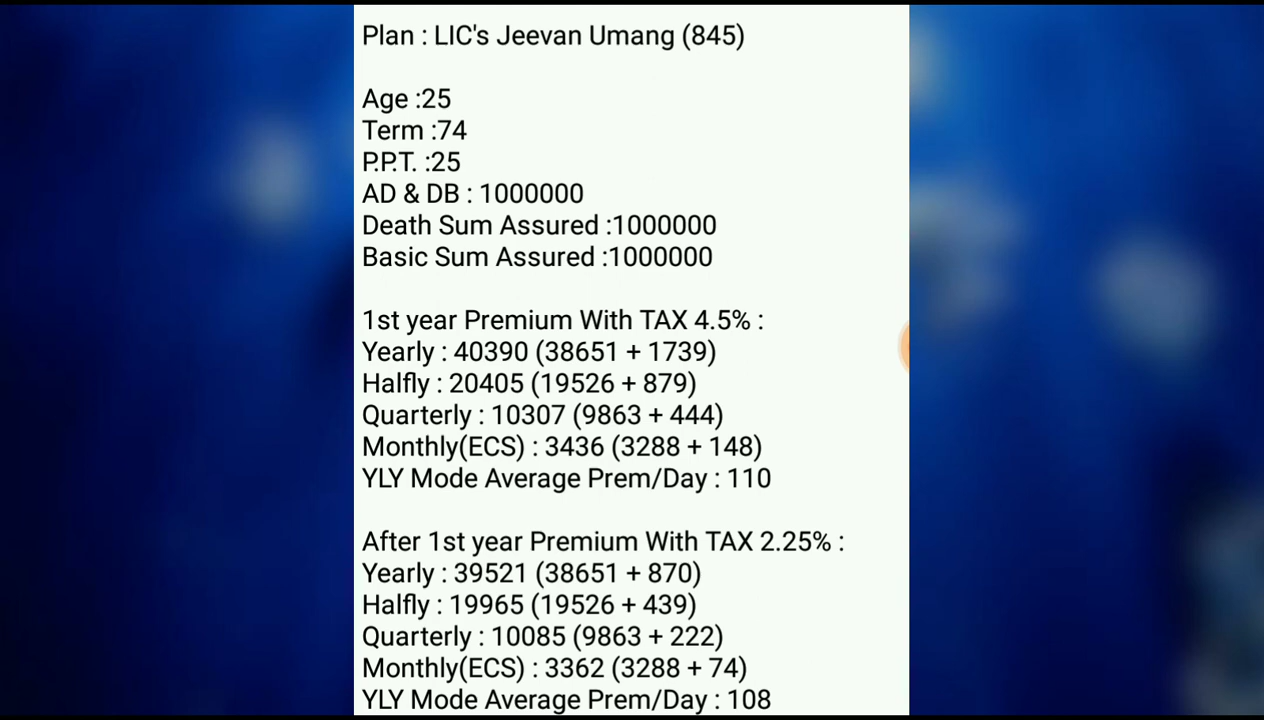 Plan : LIC's Jeevan Umang (845)
Age :25
Term :74
P.P.T. :25
AD & DB : 1000000
Death Sum Assured :1000000
Basic Sum Assured :1000000
1st year Premium With TAX 4.5% :
Yearly : 40390 (38651 + 1739)
Halfly : 20405 (19526 + 879)
Quarterly : 10307 (9863 + 444)
Monthly(ECS) : 3436 (3288 + 148)
YLY Mode Average Prem/Day : 110
After 1st year Premium With TAX 2.25% :
Yearly : 39521 (38651 + 870)
Halfly : 19965 (19526 + 439)
Quarterly : 10085 (9863 + 222)
Monthly(ECS) : 3362 (3288 + 74)
YLY Mode Average Prem/Day : 108